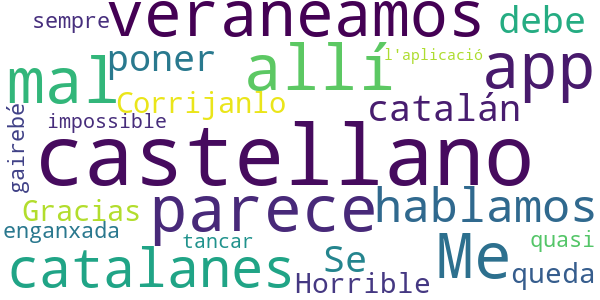 sempre veraneamos debe
poner allí l'aplicació
mal app
Corrijanlo catalán
impossible
gairebé castellano
Gracias parece hablamos
enganxada tancar Me quasi
catalanes Se queda
Horrible